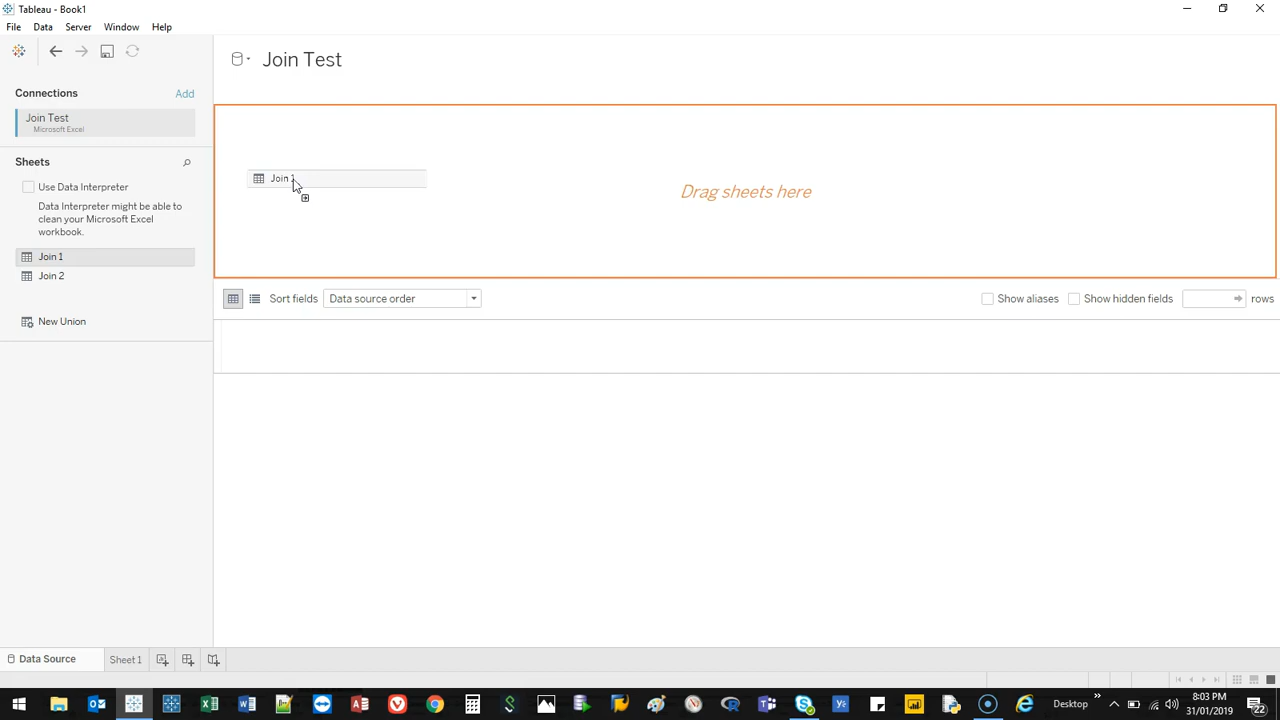 Tableau - Book1
File Data Server Window Help
Join Test
Connections Add
Join Test
Microsoft Excel
Sheets
Use Data Interpreter
Data Interpreter might be able to
clean your Microsoft Excel
workbook.
Join 1
Join 2
New Union
Join 1
Drag sheets here
Sort fields Data source order Show aliases Show hidden fields rows
Data Source Sheet 1
Desktop
8:03 PM
31/01/2019
22